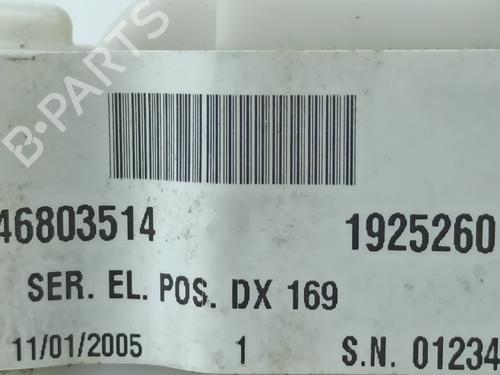 46803514 1925260
SER. EL. POS. DX 169
11/01/2005 1 S.N. 01234
B-PARTS